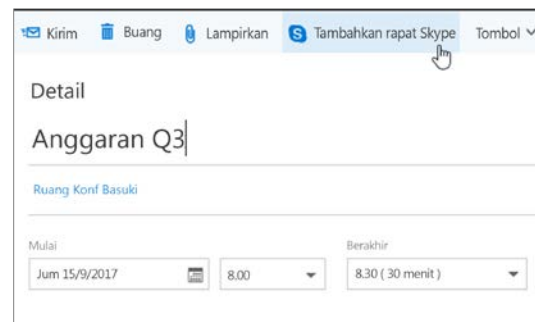 Kirim Buang Lampirkan Tambahkan rapat Skype Tombol
Detail
Anggaran Q3
Ruang Konf Basuki
Mulai Berakhir
Jum 15/9/2017 8.00 8.30 ( 30 menit )